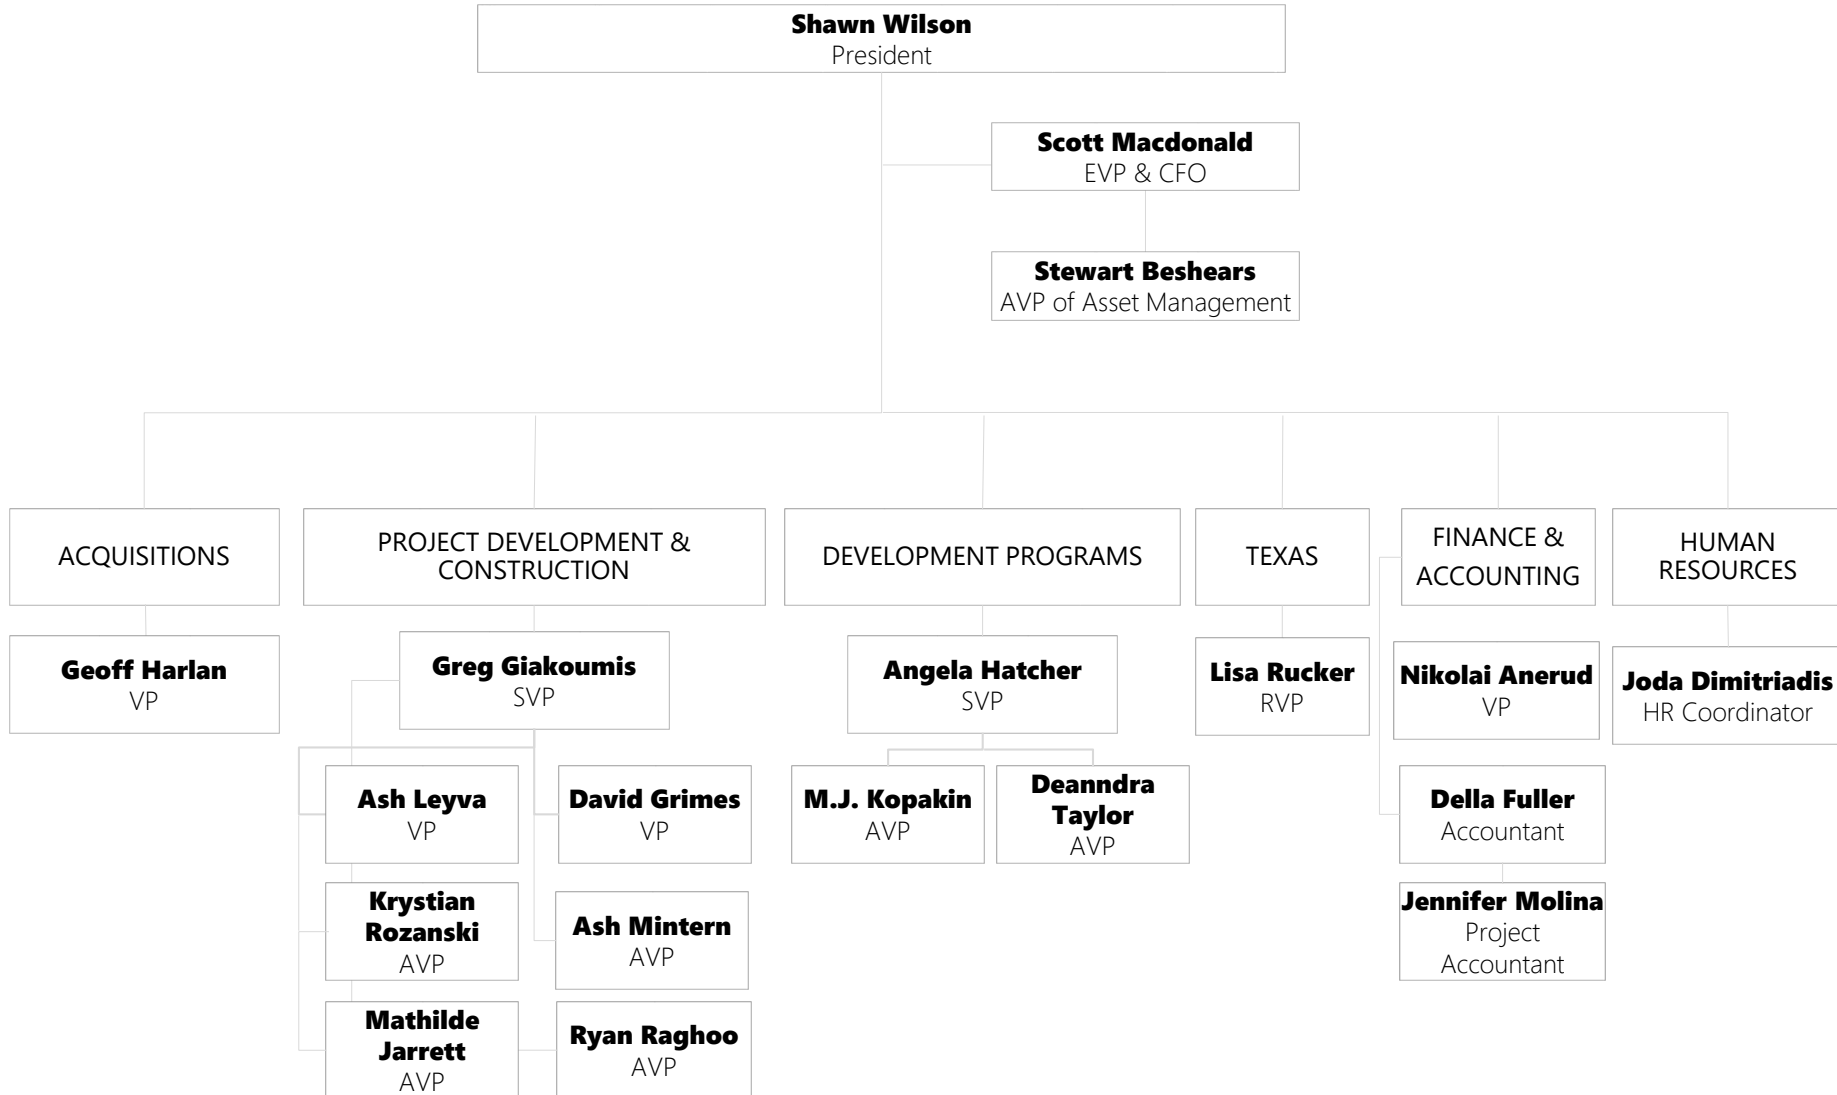 Shawn Wilson
President
Scott Macdonald
EVP & CFO
Stewart Beshears
AVP of Asset Management
ACQUISITIONS
PROJECT DEVELOPMENT &
CONSTRUCTION
DEVELOPMENT PROGRAMS
TEXAS
FINANCE &
ACCOUNTING
HUMAN
RESOURCES
Geoff Harlan
VP
Greg Giakoumis
SVP
Angela Hatcher
SVP
Lisa Rucker
RVP
Nikolai Anerud
VP
Joda Dimitriadis
HR Coordinator
Ash Leyva
VP
David Grimes
VP
M.J. Kopakin
AVP
Deanndra
Taylor
AVP
Della Fuller
Accountant
Krystian
Rozanski
AVP
Ash Mintern
AVP
Jennifer Molina
Project
Accountant
Mathilde
Jarrett
AVP
Ryan Raghoo
AVP